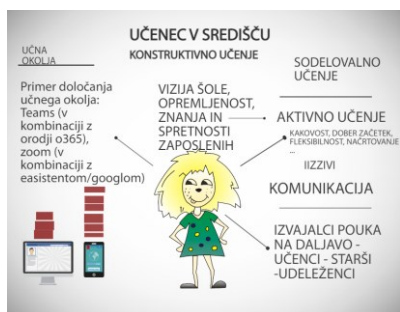 UČENEC V SREDIŠČU
KONSTRUKTIVNO UČENJE
UČNA
OKOLJA
Primer določanja
učnega okolja:
Teams (v
kombinaciji z
orodji o365),
zoom (v
kombinaciji z
easistentom/googlom)
VIZIJA ŠOLE,
OPREMLJENOST,
ZNANJA IN
SPRETNOSTI
ZAPOSLENIH
SODELOVALNO
UČENJE
AKTIVNO UČENJE
KAKOVOST, DOBER ZAČETEK,
FLEKSIBILNOST, NAČRTOVANJE
...
IIZZIVI
KOMUNIKACIJA
IZVAJALCI POUKA
NA DALJAVO -
UČENCI - STARŠI
-UDELEŽENCI